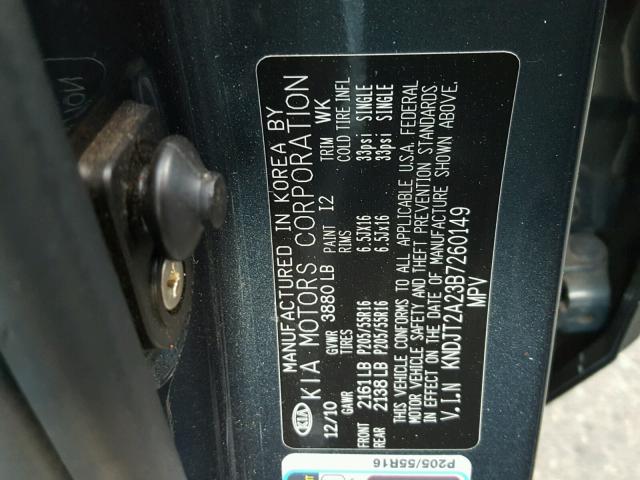 MANUFACTURED IN KOREA BY
KIA KIA MOTORS CORPORATION
12/10 GVWR 3880 LB PAINT I2 TRIM WK
GAWR TIRES RIMS COLD TIRE INFL
FRONT 2161 LB P205/55R16 6.5JX16 33psi SINGLE
REAR 2138 LB P205/55R16 6.5Jx16 33psi SINGLE
THIS VEHICLE CONFORMS TO ALL APPLICABLE U.S.A. FEDERAL
MOTOR VEHICLE SAFETY AND THEFT PREVENTION STANDARDS
IN EFFECT ON THE DATE OF MANUFACTURE SHOWN ABOVE.
V.I.N KNDJT2A23B7260149
MPV
P205/55R16